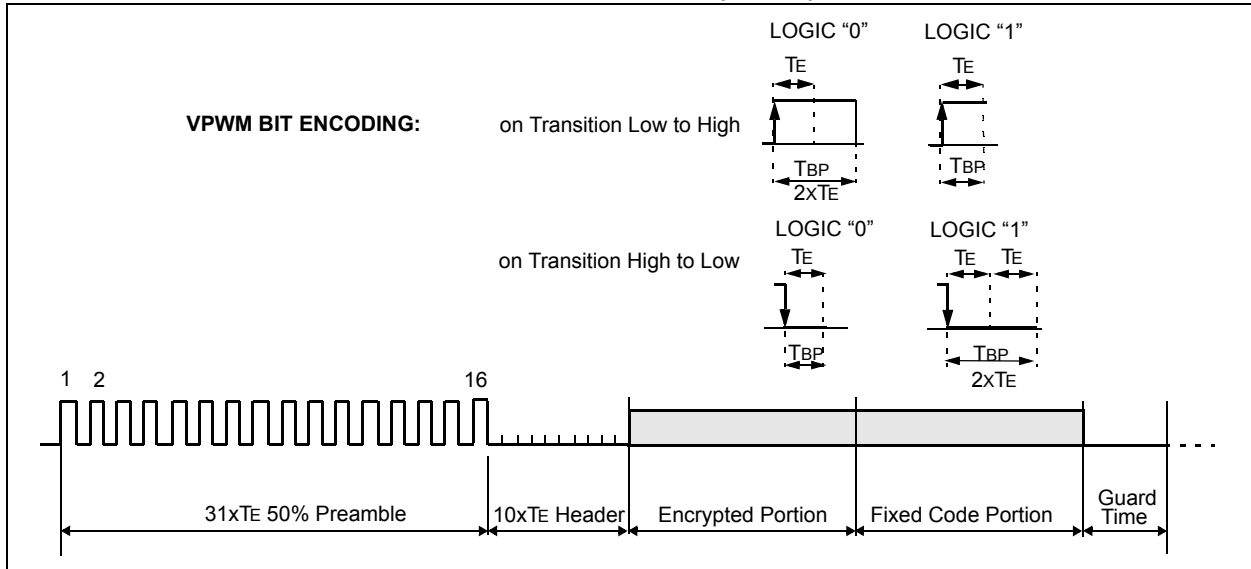 LOGIC “0” LOGIC “1”
TE TE
VPWM BIT ENCODING: on Transition Low to High
TBP TBP
2xTE
LOGIC “0” LOGIC “1”
on Transition High to Low TE TE TE
TBP TBP
2xTE
1 2 16
31xTE 50% Preamble 10xTE Header Encrypted Portion Fixed Code Portion Guard
Time